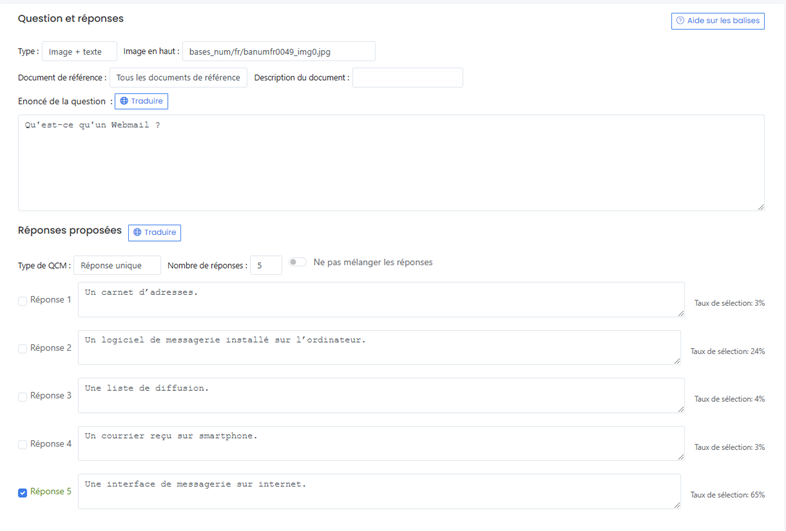 Question et réponses
Aide sur les balises
Type : Image + texte Image en haut : bases_num/fr/banumfr0049_img0.jpg
Document de référence : Tous les documents de référence Description du document :
Enoncé de la question : Traduire
Qu'est-ce qu'un Webmail ?
Réponses proposées Traduire
Type de QCM : Réponse unique Nombre de réponses : 5 Ne pas mélanger les réponses
Réponse 1 Un carnet d’adresses. Taux de sélection: 3%
Réponse 2 Un logiciel de messagerie installé sur l’ordinateur. Taux de sélection: 24%
Réponse 3 Une liste de diffusion. Taux de sélection: 4%
Réponse 4 Un courrier reçu sur smartphone. Taux de sélection: 3%
Réponse 5 Une interface de messagerie sur internet. Taux de sélection: 65%